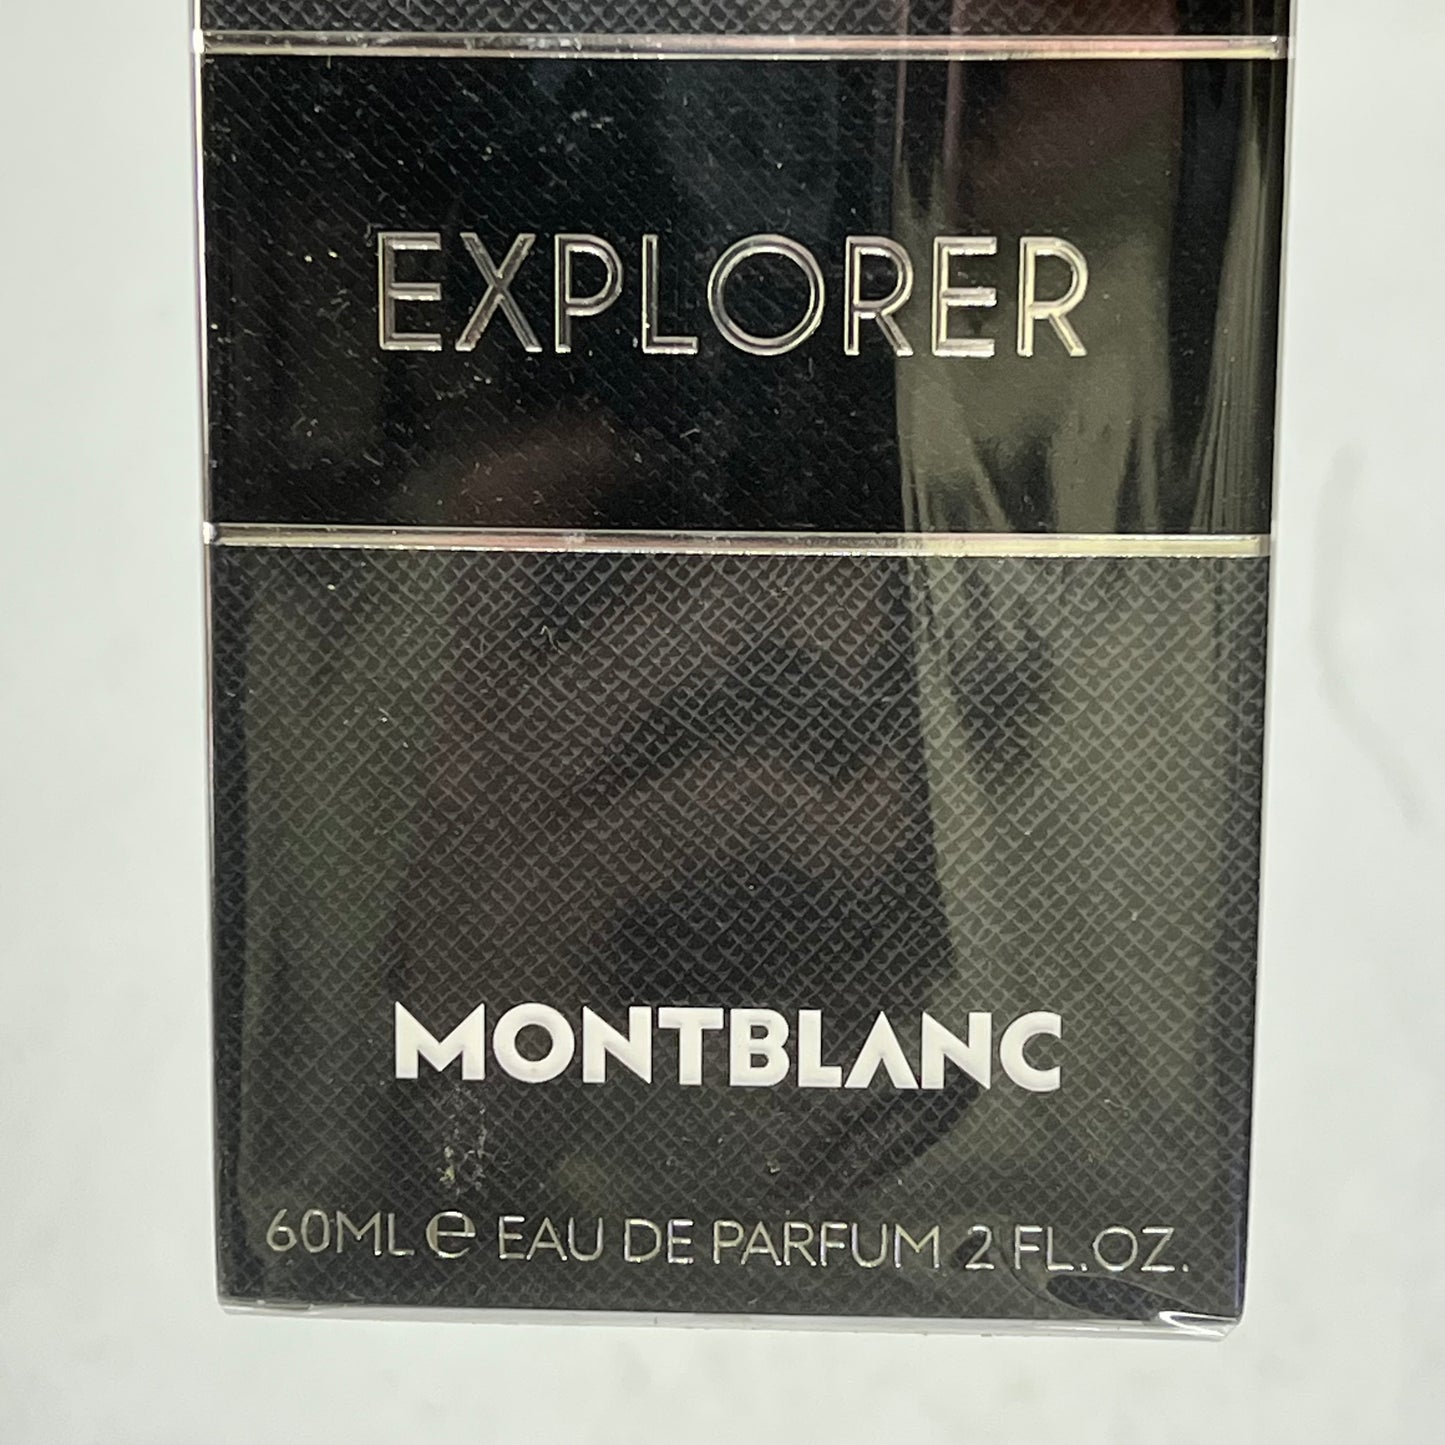 EXPLORER
MONTBLANC
60ML ℮ EAU DE PARFUM 2 FL.OZ.